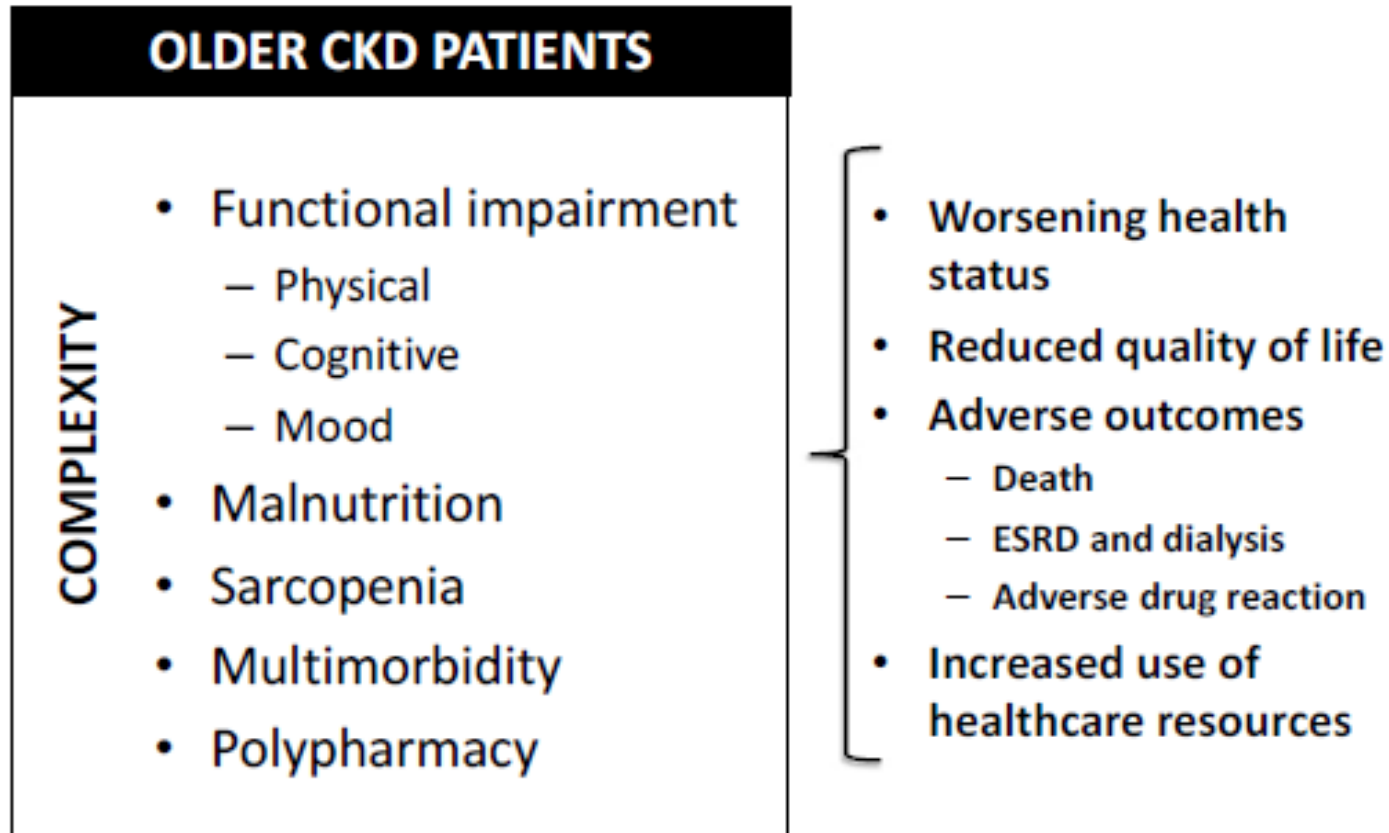 OLDER CKD PATIENTS
COMPLEXITY
• Functional impairment
– Physical
– Cognitive
– Mood
• Malnutrition
• Sarcopenia
• Multimorbidity
• Polypharmacy
• Worsening health
status
• Reduced quality of life
• Adverse outcomes
– Death
– ESRD and dialysis
– Adverse drug reaction
• Increased use of
healthcare resources